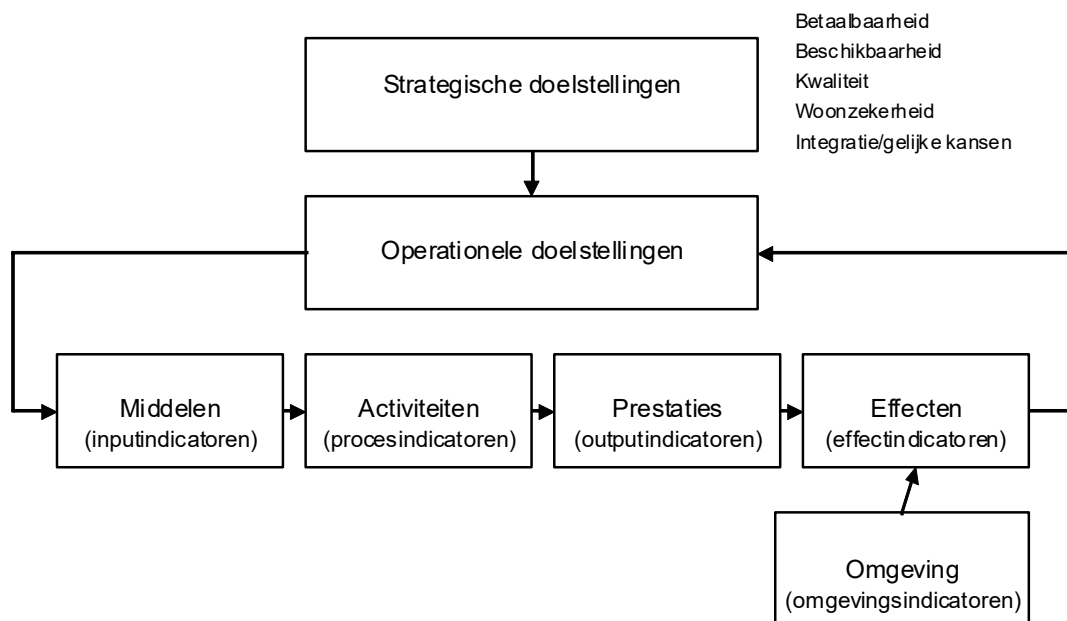 Betaalbaarheid
Beschikbaarheid
Kwaliteit
Woonzekerheid
Integratie/gelijke kansen
Strategische doelstellingen
Operationele doelstellingen
Middelen
(inputindicatoren)
Activiteiten
(procesindicatoren)
Prestaties
(outputindicatoren)
Effecten
(effectindicatoren)
Omgeving
(omgevingsindicatoren)